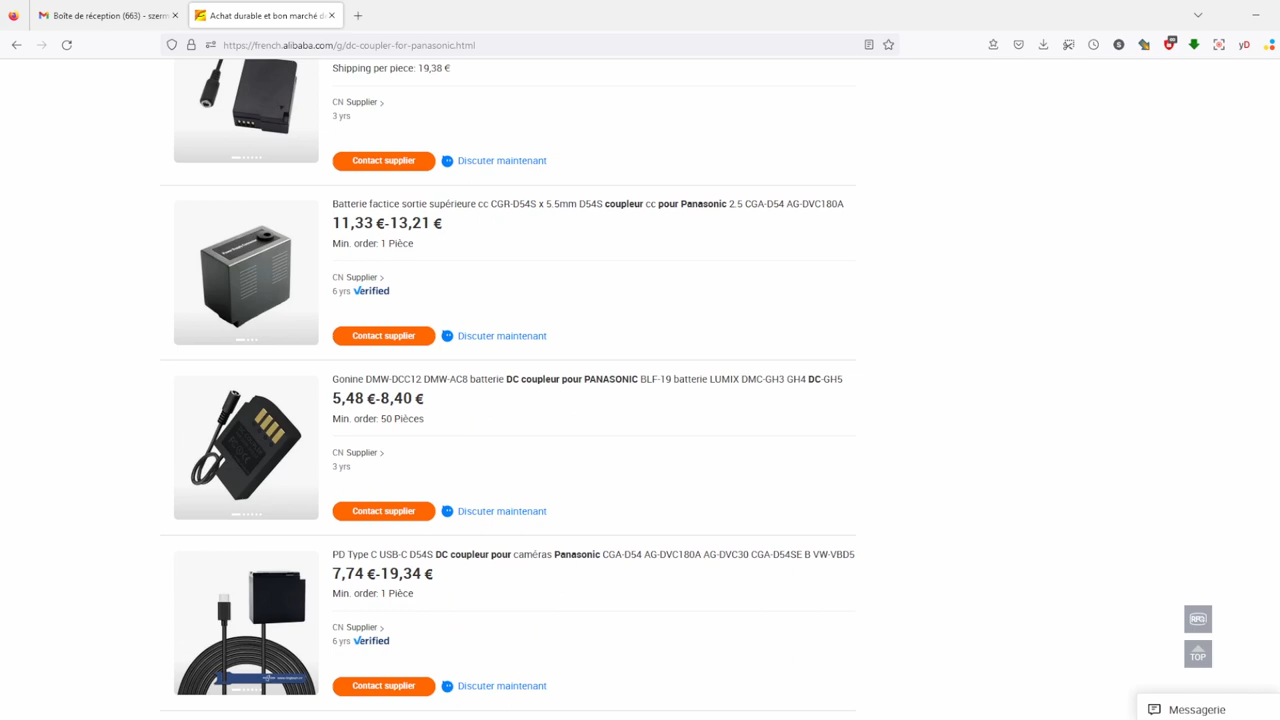 Boîte de réception (663) - szerm
Achat durable et bon marché d
https://french.alibaba.com/g/dc-coupler-for-panasonic.html
Shipping per piece: 19,38 €
CN Supplier >
3 yrs
Contact supplier
Discuter maintenant
Batterie factice sortie supérieure cc CGR-D54S x 5.5mm D54S coupleur cc pour Panasonic 2.5 CGA-D54 AG-DVC180A
11,33 €-13,21 €
Min. order: 1 Pièce
CN Supplier >
6 yrs Verified
Contact supplier
Discuter maintenant
Gonine DMW-DCC12 DMW-AC8 batterie DC coupleur pour PANASONIC BLF-19 batterie LUMIX DMC-GH3 GH4 DC-GH5
5,48 €-8,40 €
Min. order: 50 Pièces
CN Supplier >
3 yrs
Contact supplier
Discuter maintenant
PD Type C USB-C D54S DC coupleur pour caméras Panasonic CGA-D54 AG-DVC180A AG-DVC30 CGA-D54SE B VW-VBD5
7,74 €-19,34 €
Min. order: 1 Pièce
CN Supplier >
6 yrs Verified
Contact supplier
Discuter maintenant
RFQ
TOP
Messagerie